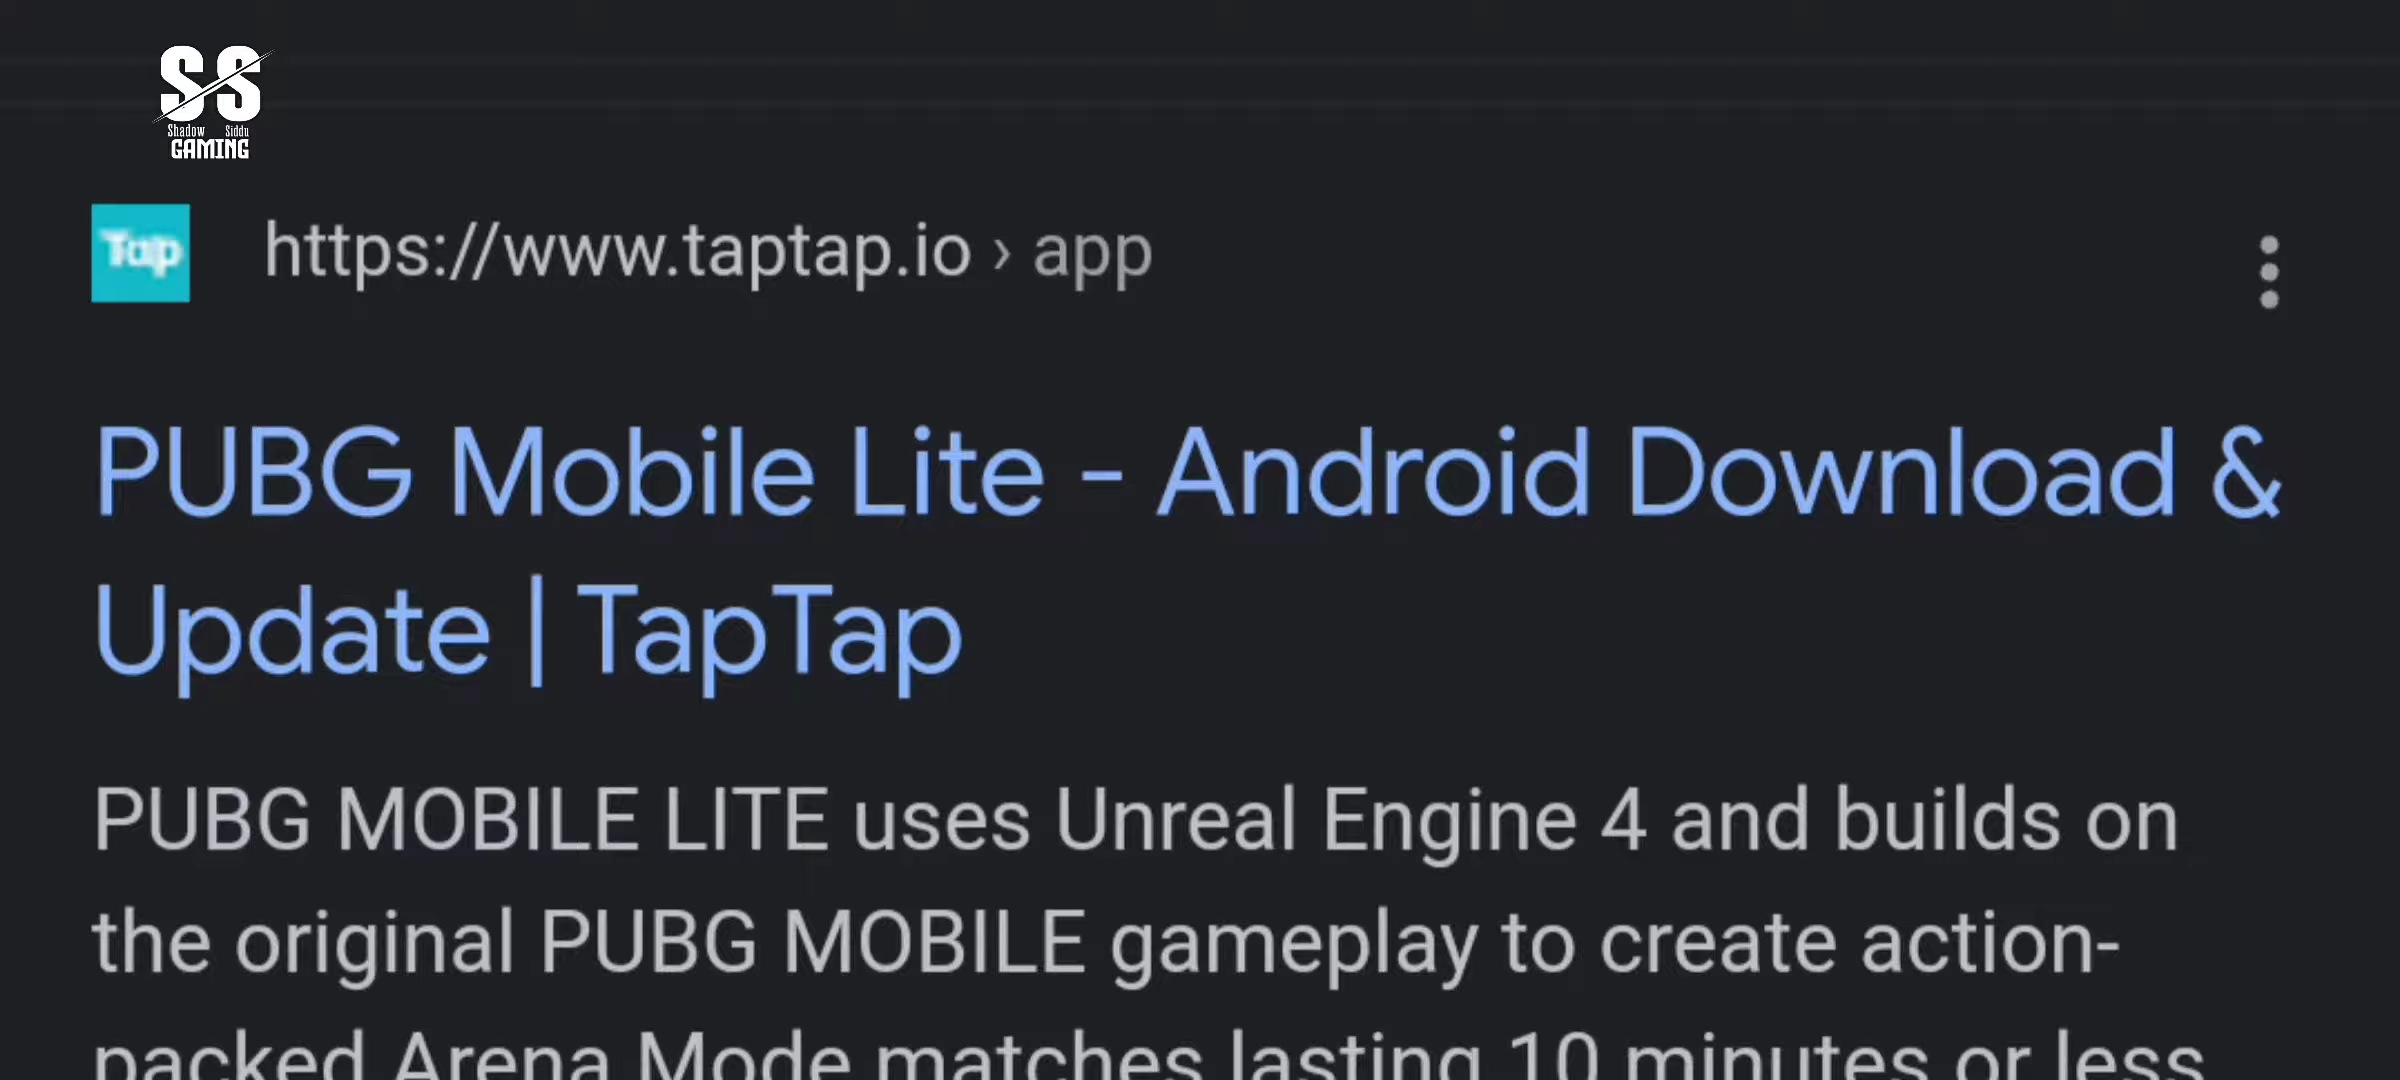 SS
Shadow Siddu
GAMING
Tap
https://www.taptap.io › app
PUBG Mobile Lite - Android Download &
Update | TapTap
PUBG MOBILE LITE uses Unreal Engine 4 and builds on
the original PUBG MOBILE gameplay to create action-
packed Arena Mode matches lasting 10 minutes or less